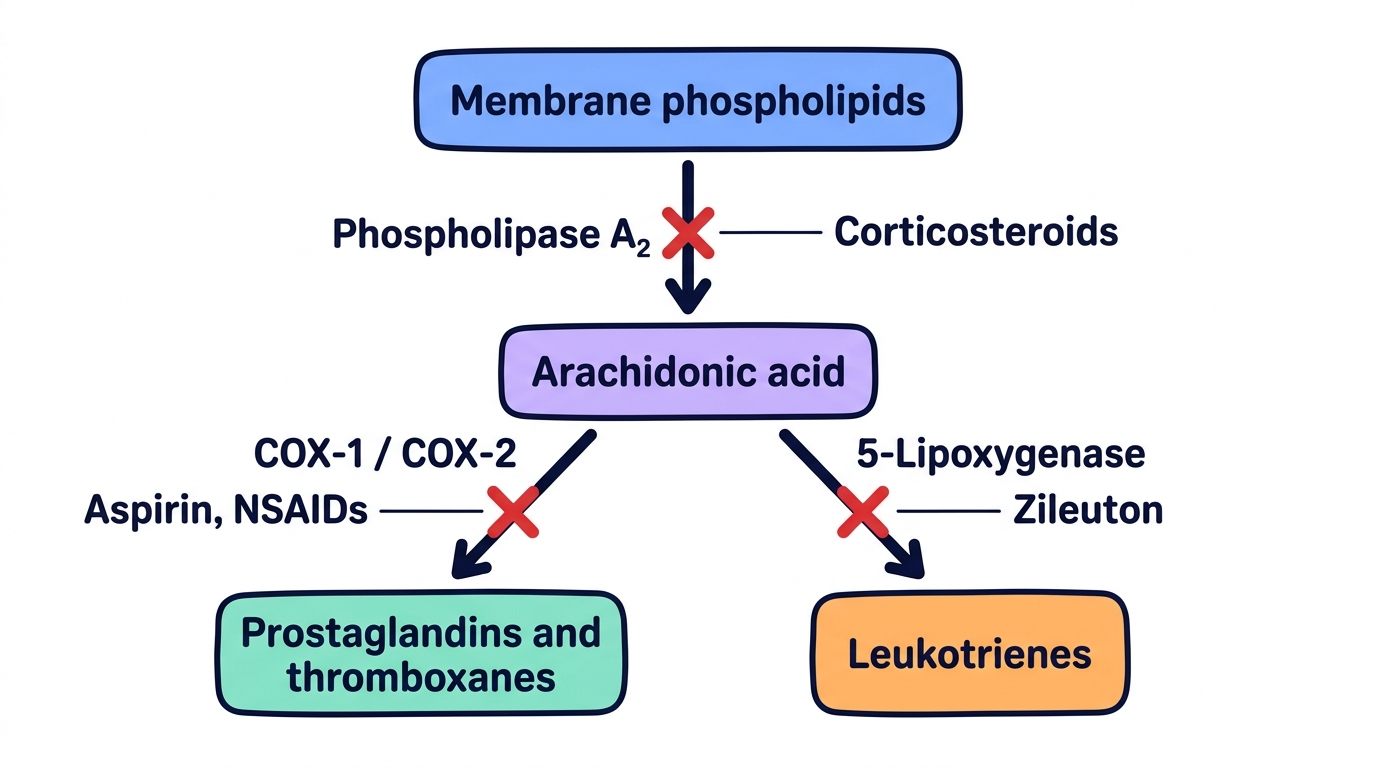 Membrane phospholipids
Phospholipase A₂
Corticosteroids
Arachidonic acid
COX-1 / COX-2
5-Lipoxygenase
Aspirin, NSAIDs
Zileuton
Prostaglandins and
thromboxanes
Leukotrienes